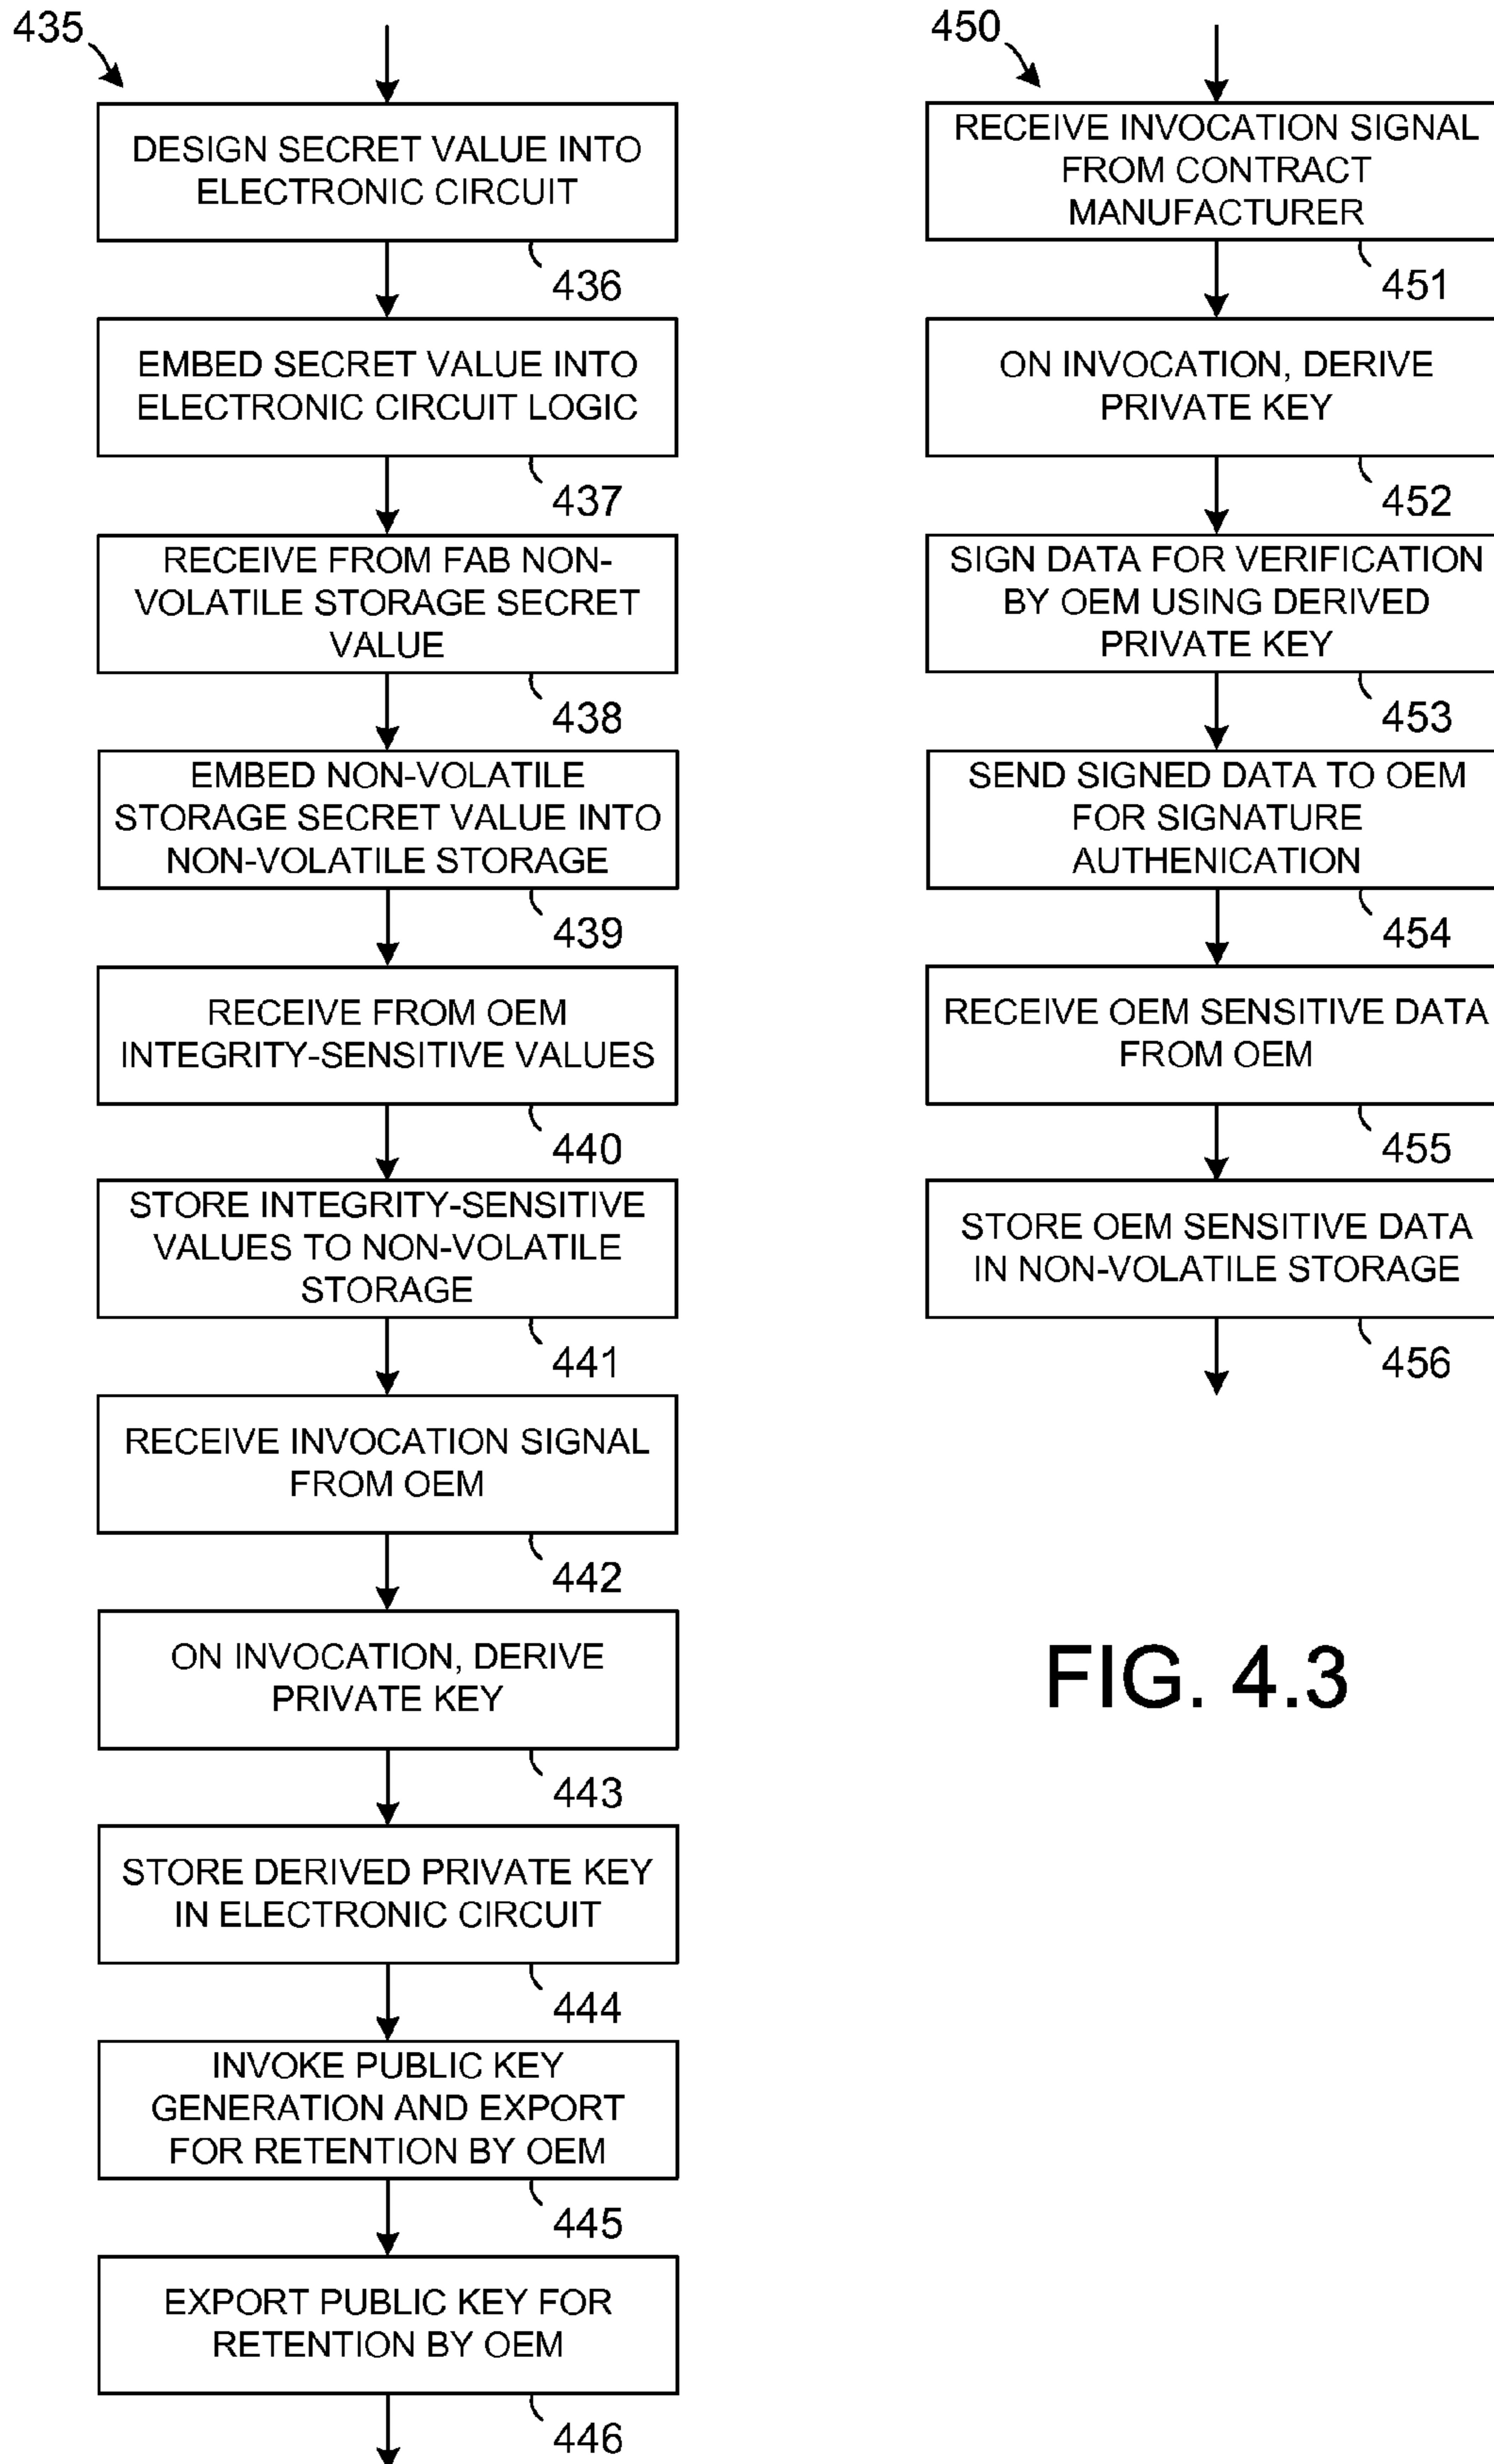 435
DESIGN SECRET VALUE INTO
ELECTRONIC CIRCUIT
436
EMBED SECRET VALUE INTO
ELECTRONIC CIRCUIT LOGIC
437
RECEIVE FROM FAB NON-
VOLATILE STORAGE SECRET
VALUE
438
EMBED NON-VOLATILE
STORAGE SECRET VALUE INTO
NON-VOLATILE STORAGE
439
RECEIVE FROM OEM
INTEGRITY-SENSITIVE VALUES
440
STORE INTEGRITY-SENSITIVE
VALUES TO NON-VOLATILE
STORAGE
441
RECEIVE INVOCATION SIGNAL
FROM OEM
442
ON INVOCATION, DERIVE
PRIVATE KEY
443
STORE DERIVED PRIVATE KEY
IN ELECTRONIC CIRCUIT
444
INVOKE PUBLIC KEY
GENERATION AND EXPORT
FOR RETENTION BY OEM
445
EXPORT PUBLIC KEY FOR
RETENTION BY OEM
446
450
RECEIVE INVOCATION SIGNAL
FROM CONTRACT
MANUFACTURER
451
ON INVOCATION, DERIVE
PRIVATE KEY
452
SIGN DATA FOR VERIFICATION
BY OEM USING DERIVED
PRIVATE KEY
453
SEND SIGNED DATA TO OEM
FOR SIGNATURE
AUTHENICATION
454
RECEIVE OEM SENSITIVE DATA
FROM OEM
455
STORE OEM SENSITIVE DATA
IN NON-VOLATILE STORAGE
456
FIG. 4.3